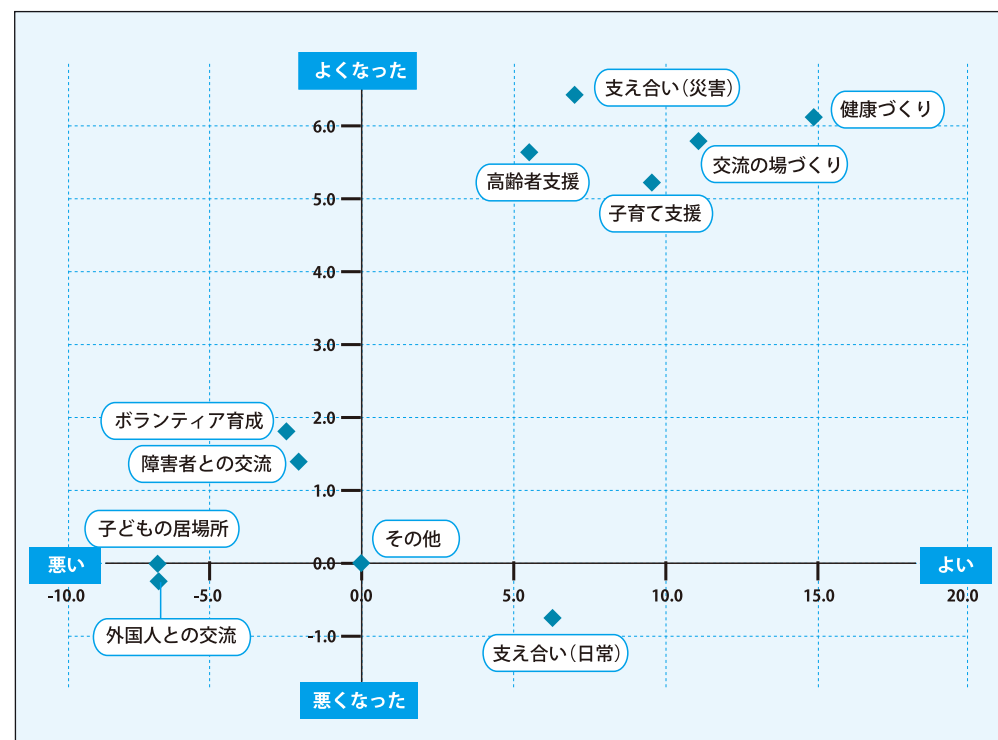 よくなった
支え合い(災害)
健康づくり
6.0
交流の場づくり
高齢者支援
5.0
子育て支援
4.0
3.0
2.0
ボランティア育成
障害者との交流
1.0
子どもの居場所
その他
悪い
0.0
よい
-10.0
-5.0
0.0
5.0
10.0
15.0
20.0
外国人との交流
-1.0
支え合い(日常)
悪くなった